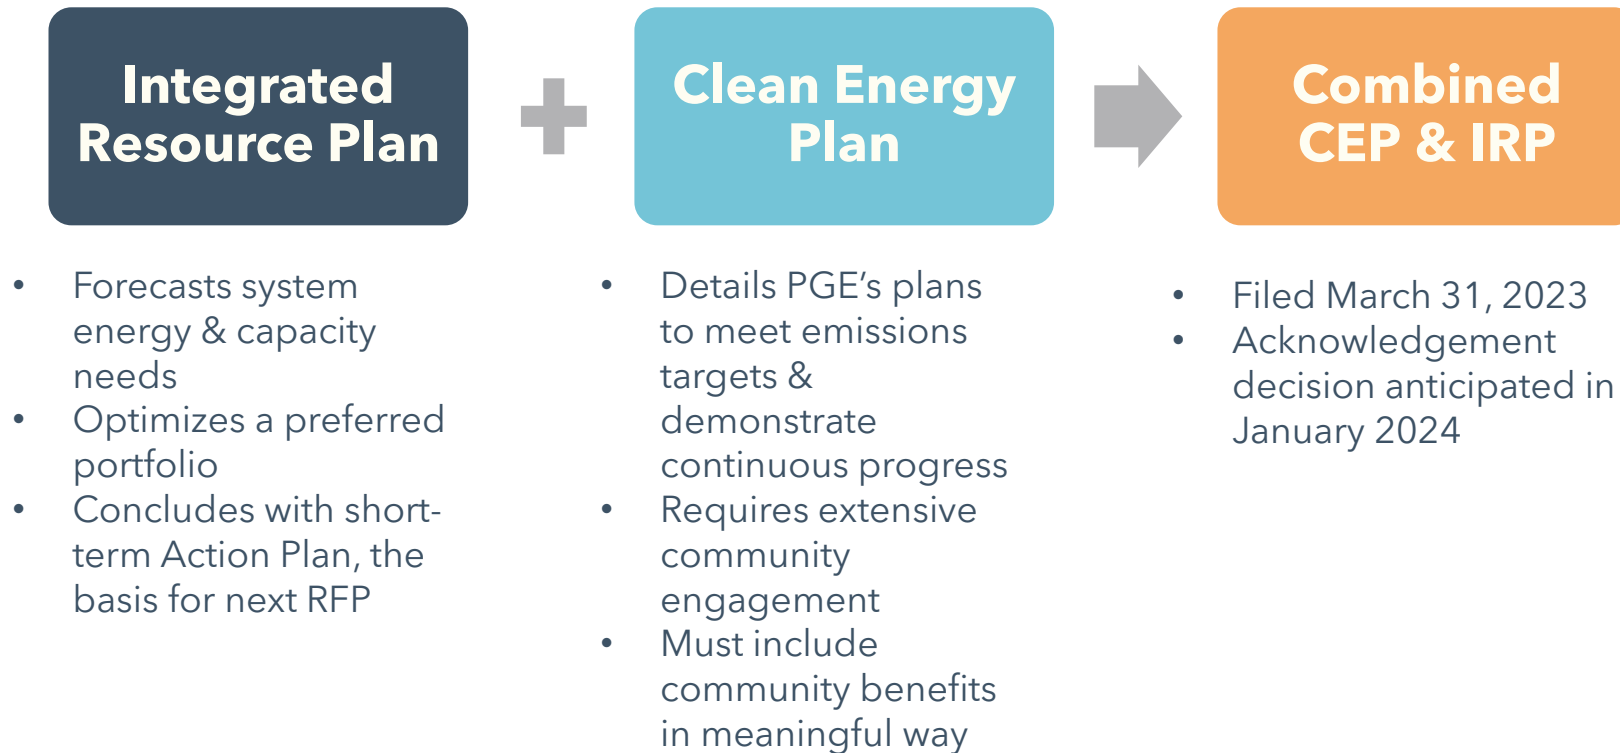 Integrated
Resource Plan
• Forecasts system
energy & capacity
needs
• Optimizes a preferred
portfolio
• Concludes with short-
term Action Plan, the
basis for next RFP
Clean Energy
Plan
• Details PGE’s plans
to meet emissions
targets &
demonstrate
continuous progress
• Requires extensive
community
engagement
• Must include
community benefits
in meaningful way
Combined
CEP & IRP
• Filed March 31, 2023
• Acknowledgement
decision anticipated in
January 2024